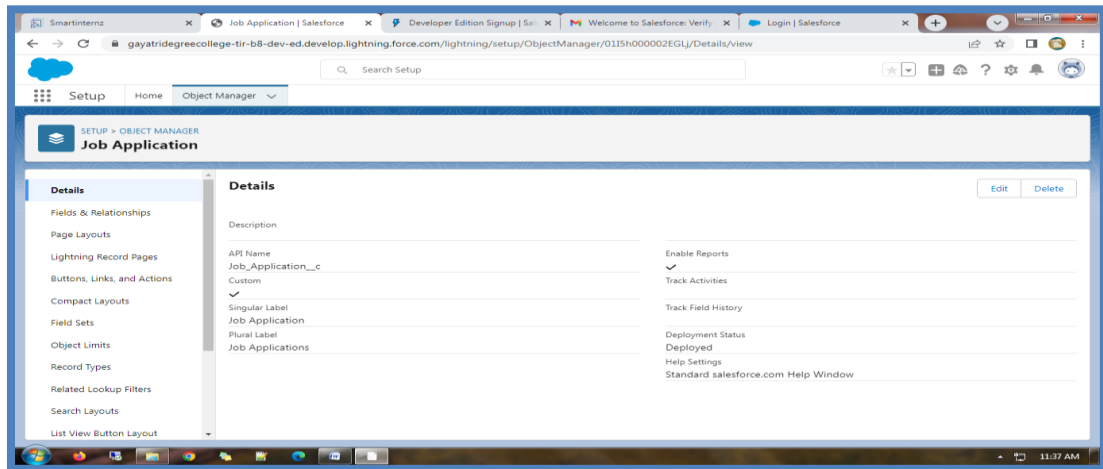 Smartinternz
Job Application | Salesforce
Developer Edition Signup | Sal
Welcome to Salesforce: Verify
Login | Salesforce
gayatridegreecollege-tir-b8-dev-ed.develop.lightning.force.com/lightning/setup/ObjectManager/01I5h000002EGLj/Details/view
Search Setup
Setup
Home
Object Manager
SETUP > OBJECT MANAGER
Job Application
Details
Fields & Relationships
Page Layouts
Lightning Record Pages
Buttons, Links, and Actions
Compact Layouts
Field Sets
Object Limits
Record Types
Related Lookup Filters
Search Layouts
List View Button Layout
Details
Edit
Delete
Description
API Name
Job_Application__c
Custom
Singular Label
Job Application
Plural Label
Job Applications
Enable Reports
Track Activities
Track Field History
Deployment Status
Deployed
Help Settings
Standard salesforce.com Help Window
11:37 AM